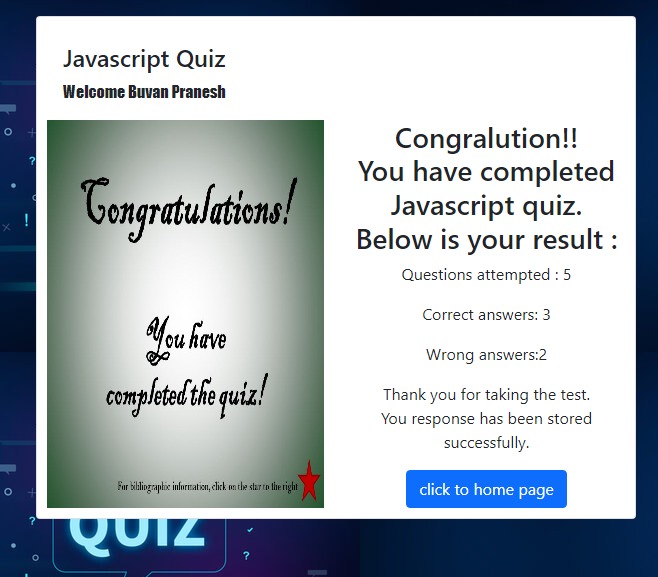 Javascript Quiz
Welcome Buvan Pranesh
Congratulations!
You have
completed the quiz!
For bibliographic information, click on the star to the right
Congralution!!
You have completed
Javascript quiz.
Below is your result :
Questions attempted : 5
Correct answers: 3
Wrong answers:2
Thank you for taking the test.
You response has been stored
successfully.
click to home page
QUIZ